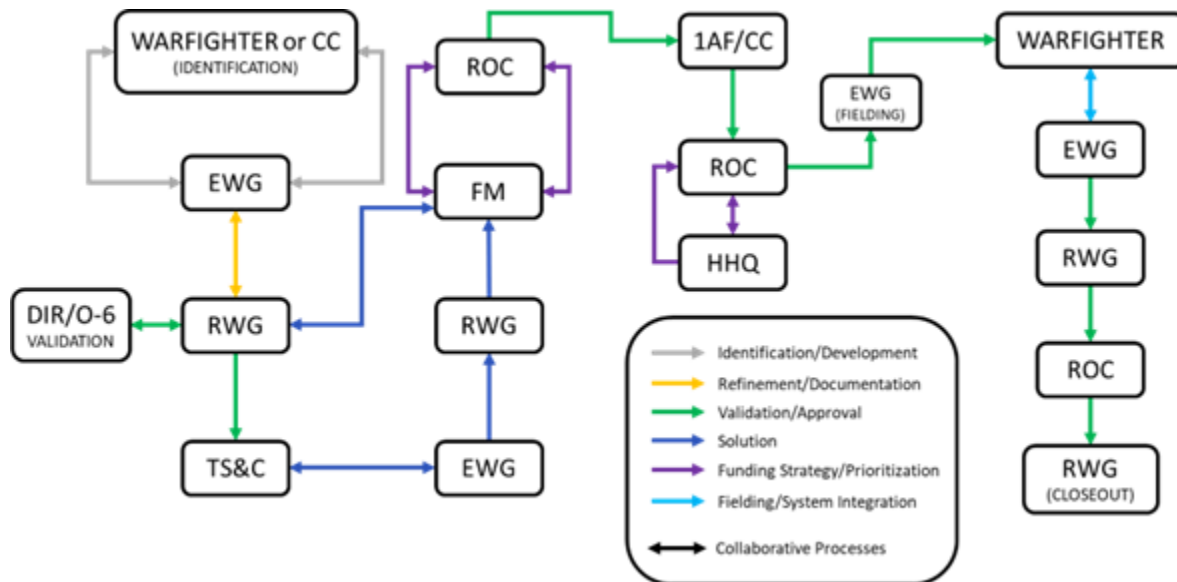 WARFIGHTER or CC
(IDENTIFICATION)
EWG
RWG
DIR/O-6
VALIDATION
TS&C
EWG
RWG
FM
ROC
1AF/CC
ROC
HHQ
EWG
(FIELDING)
WARFIGHTER
EWG
RWG
ROC
RWG
(CLOSEOUT)
Identification/Development
Refinement/Documentation
Validation/Approval
Solution
Funding Strategy/Prioritization
Fielding/System Integration
Collaborative Processes